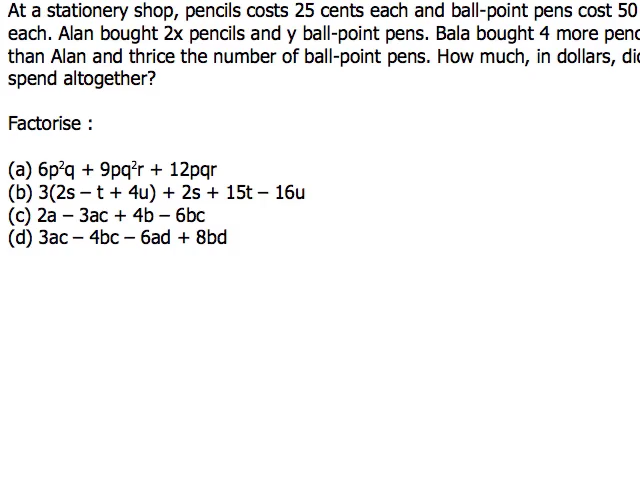 At a stationery shop, pencils costs 25 cents each and ball-point pens cost 50
each. Alan bought 2x pencils and y ball-point pens. Bala bought 4 more
than Alan and thrice the number of ball-point pens. How much, in dollars,
spend altogether?
Factorise :
(a) 6p²q + 9pq²r + 12pqr
(b) 3(2s – t + 4u) + 2s + 15t – 16u
(c) 2a – 3ac + 4b – 6bc
(d) 3ac – 4bc – 6ad + 8bd